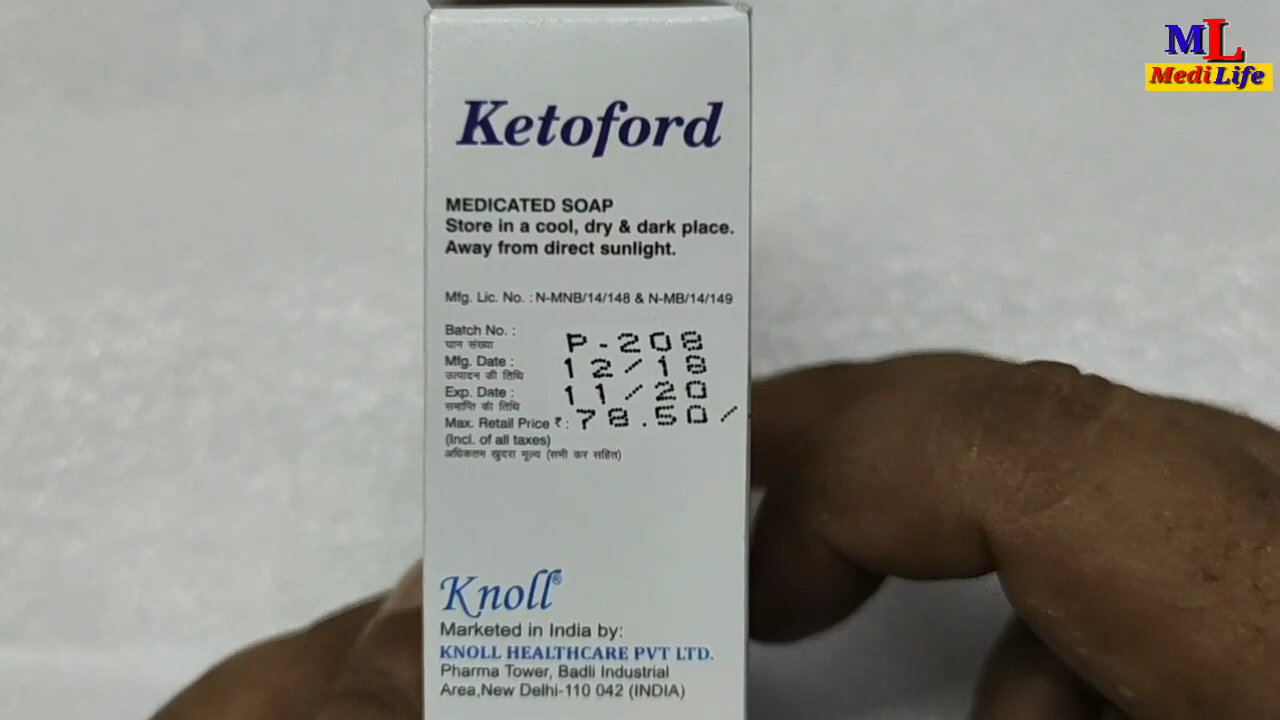 ML
Medi Life
Ketoford
MEDICATED SOAP
Store in a cool, dry & dark place.
Away from direct sunlight.
Mfg. Lic. No. : N-MNB/14/148 & N-MB/14/149
Batch No. : P-208
घान संख्या
Mfg. Date : 12/18
उत्पादन की तिथि
Exp. Date : 11/20
समाप्ति की तिथि
Max. Retail Price ₹ : 78.50/
(Incl. of all taxes)
अधिकतम खुदरा मूल्य (सभी कर सहित)
Knoll®
Marketed in India by:
KNOLL HEALTHCARE PVT LTD.
Pharma Tower, Badli Industrial
Area,New Delhi-110 042 (INDIA)